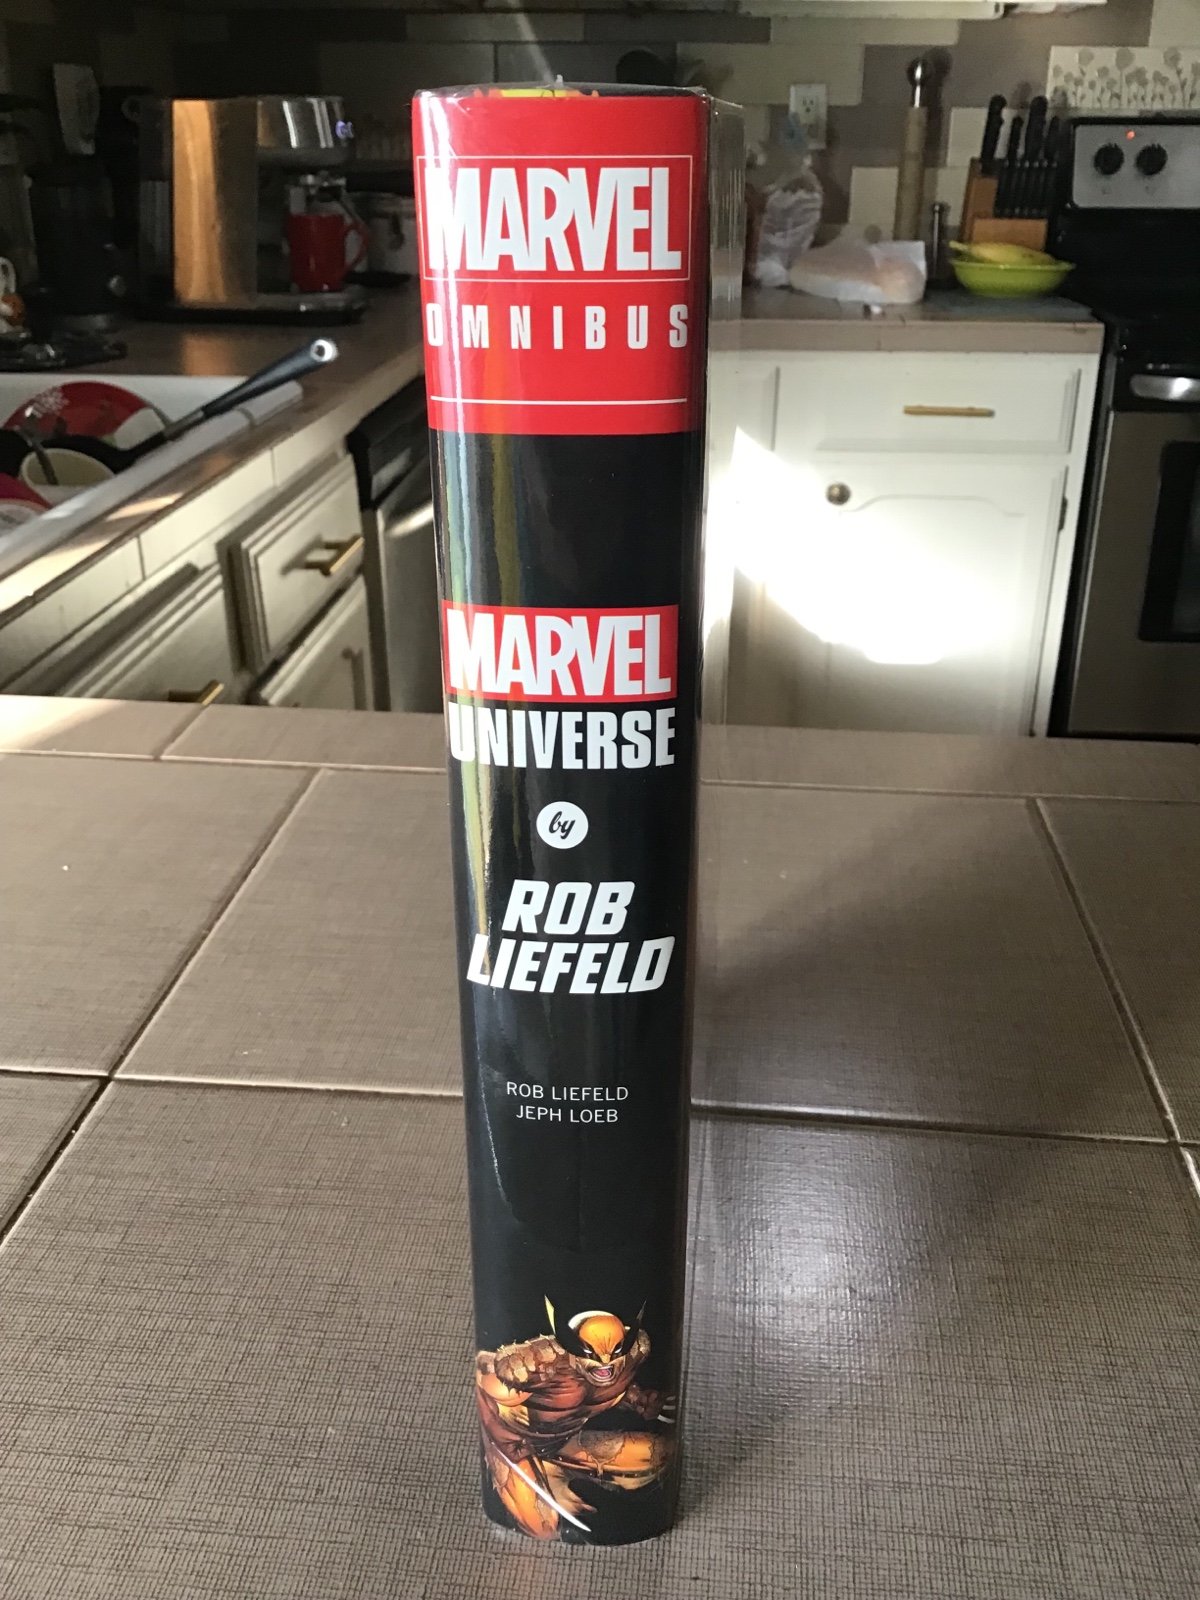 MARVEL
OMNIBUS
MARVEL
UNIVERSE
by
ROB
LIEFELD
ROB LIEFELD
JEPH LOEB